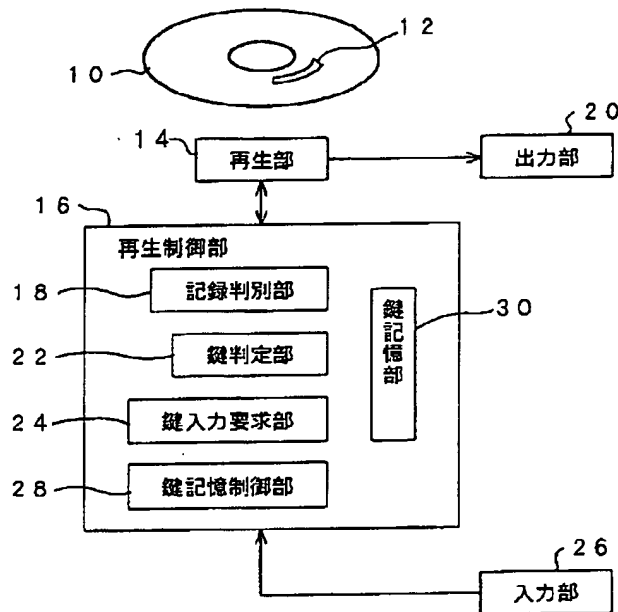 12
10
20
14
再生部
出力部
16
再生制御部
18
記録判別部
30
鍵記憶部
22
鍵判定部
24
鍵入力要求部
28
鍵記憶制御部
26
入力部